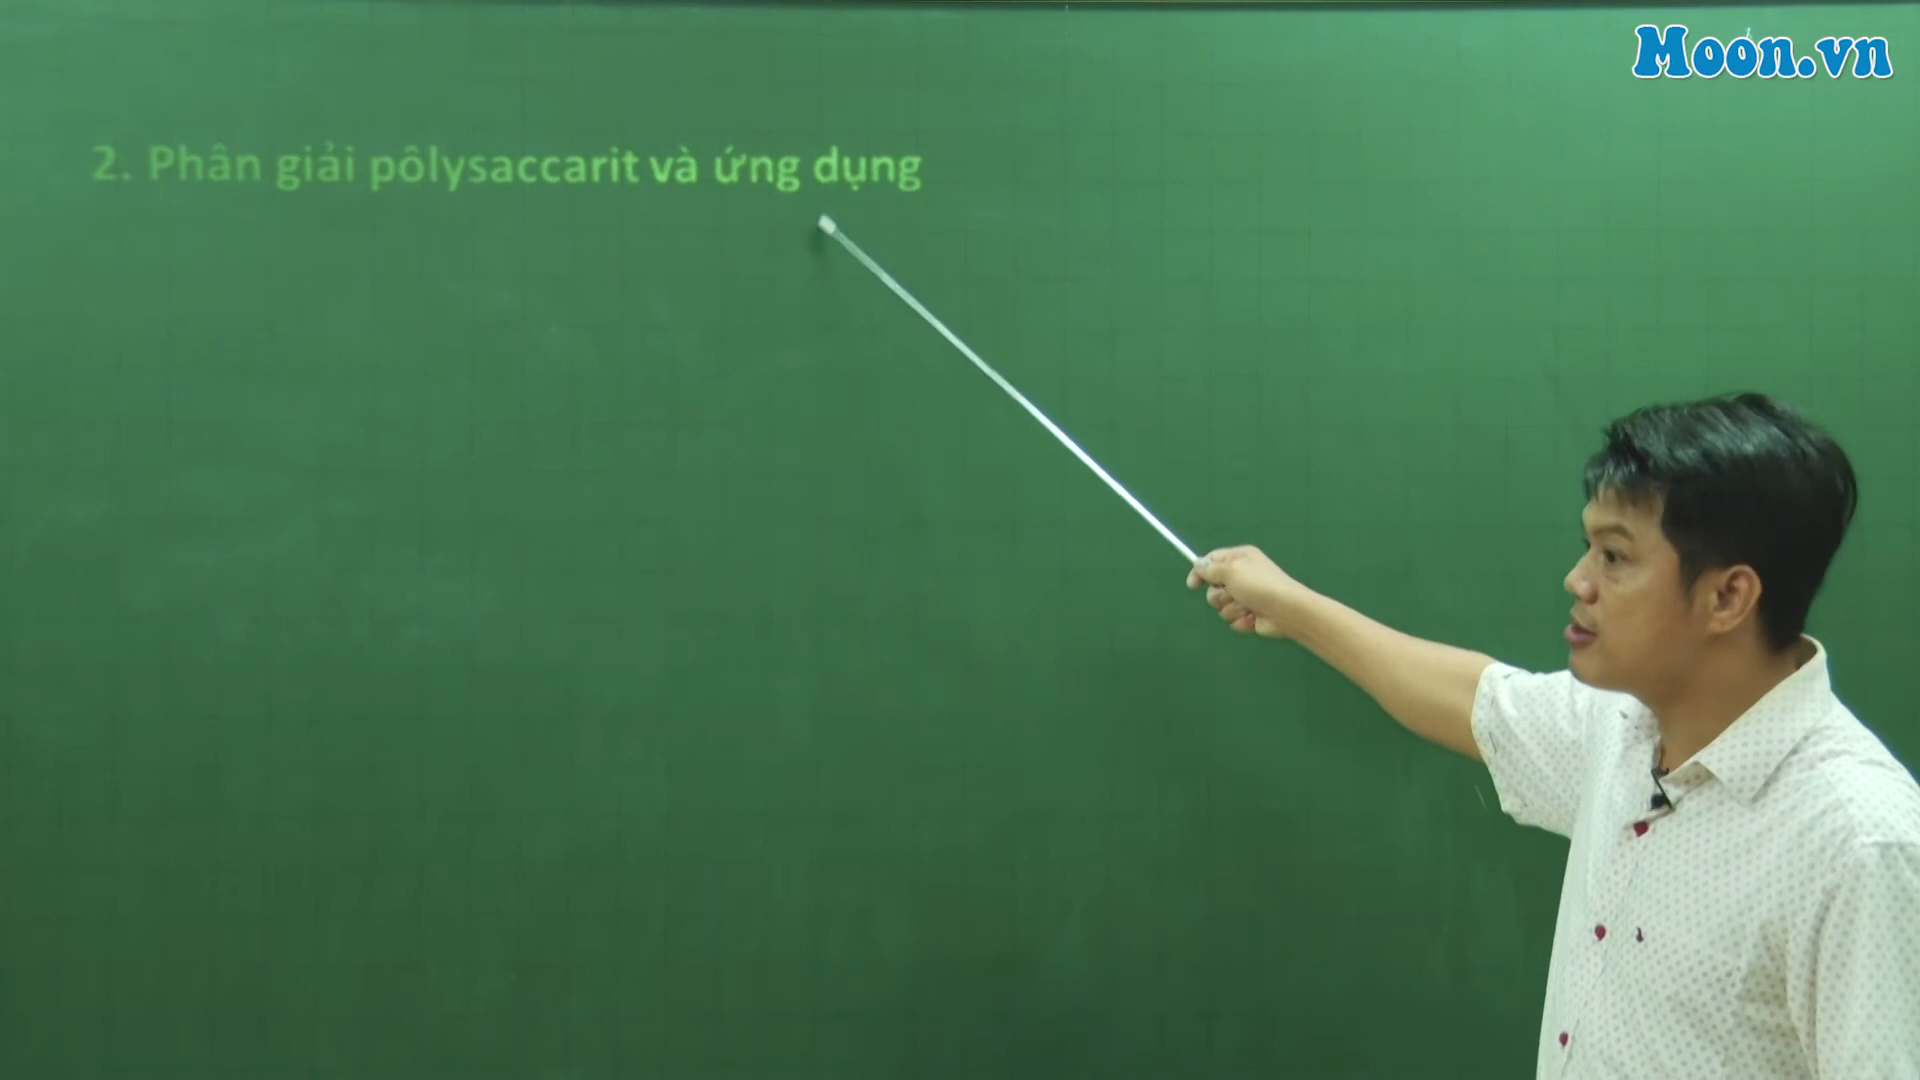 Moon.vn
2. Phân giải pôlysaccarit và ứng dụng